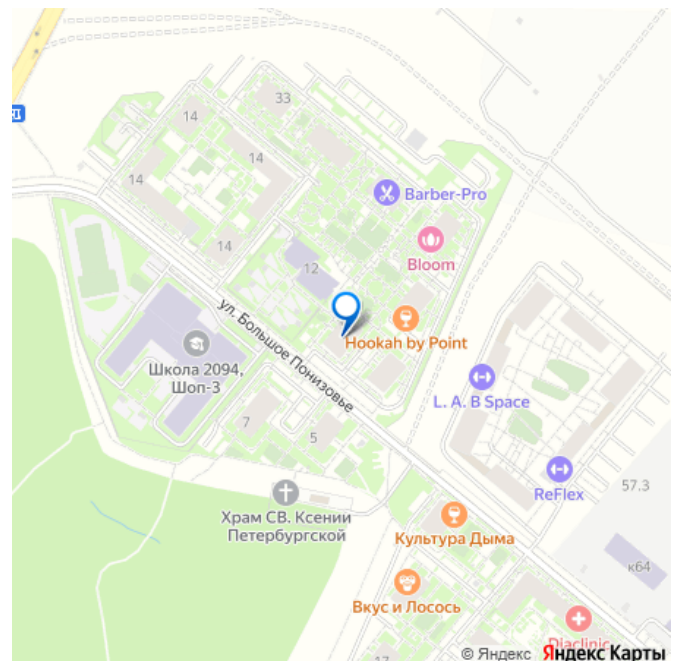 33
14
14
14
14
Barber-Pro
Bloom
12
Hookah by Point
ул. Большое Понизовье
Школа 2094,
Шоп-3
L. A. B Space
7
5
ReFlex
57.3
Храм СВ. Ксении
Петербургской
Культура Дыма
к64
Вкус и Лосось
Diaclinic
17
© Яндекс Яндекс Карты